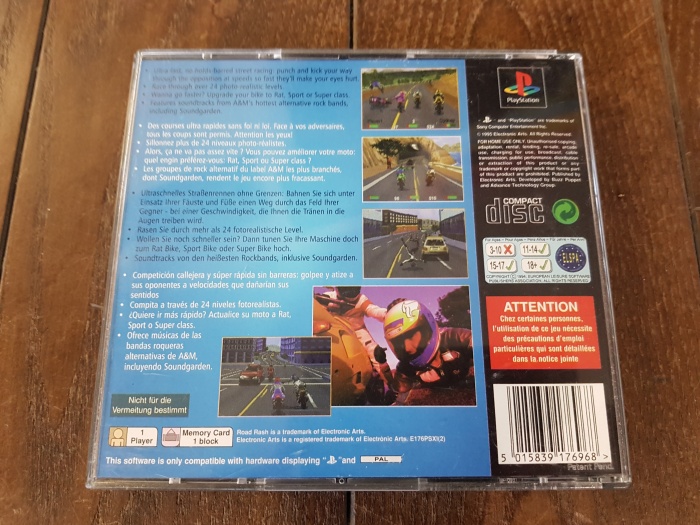 • Ultra-fast, no holds-barred street racing: punch and kick your way
through the opposition at speeds so fast they'll make your eyes hurt.
• Race through over 24 photo realistic levels.
• Wanna go faster? Upgrade your bike to Rat, Sport or Super class.
• Features soundtracks from A&M's hottest alternative rock bands,
including Soundgarden.
• Des courses ultra rapides sans foi ni loi. Face à vos adversaires,
tous les coups sont permis. Attention les yeux!
• Sillonnez plus de 24 niveaux photo-réalistes.
• Alors, ça ne va pas assez vite ? Vous pouvez améliorer votre moto:
quel engin préférez-vous: Rat, Sport ou Super class ?
• Les groupes de rock alternatif du label A&M les plus branchés,
dont Soundgarden, rendent le jeu encore plus fracassant.
• Ultraschnelles Straßenrennen ohne Grenzen: Bahnen Sie sich unter
Einsatz Ihrer Fäuste und Füße einen Weg durch das Feld Ihrer
Gegner - bei einer Geschwindigkeit, die Ihnen die Tränen in die
Augen treiben wird.
• Rasen Sie durch mehr als 24 fotorealistische Level.
• Wollen Sie noch schneller sein? Dann tunen Sie Ihre Maschine doch
zum Rat Bike, Sport Bike oder Super Bike hoch.
• Soundtracks von den heißesten Rockbands, inklusive Soundgarden.
• Competición callejera y súper rápida sin barreras: golpee y atize a
sus oponentes a velocidades que dañarían sus
sentidos
• Compita a través de 24 niveles fotorealistas.
• ¿Quiere ir más rápido? Actualice su moto a Rat,
Sport o Super class.
• Ofrece músicas de las
bandas roqueras
alternativas de A&M,
incluyendo Soundgarden.
Nicht für die
Vermeitung bestimmt
1
Player
Memory Card
1 block
Road Rash is a trademark of Electronic Arts.
Electronic Arts is a registered trademark of Electronic Arts. E176PSXI(2)
This software is only compatible with hardware displaying " " and PAL
PlayStation
" " and "PlayStation" are trademarks of
Sony Computer Entertainment Inc.
© 1995 Electronic Arts. All Rights Reserved.
FOR HOME USE ONLY. Unauthorised copying,
adaptation, rental, lending, re-sale, arcade
use, charging for use, broadcast, cable
transmission, public performance, distribution
or extraction of this product or any
trademark or copyright work that forms part
of this product are prohibited. Published by
Electronic Arts. Developed by Buzz Puppet
and Advance Technology Group.
COMPACT
disc
3-10
11-14
15-17
18+
ELSPA
COPYRIGHT © 1994. EUROPEAN LEISURE SOFTWARE
PUBLISHERS ASSOCIATION. ALL RIGHTS RESERVED
ATTENTION
Chez certaines personnes,
l'utilisation de ce jeu nécessite
des précautions d'emploi
particulières qui sont détaillées
dans la notice jointe
5 015839 176968 >
Patent Pend.